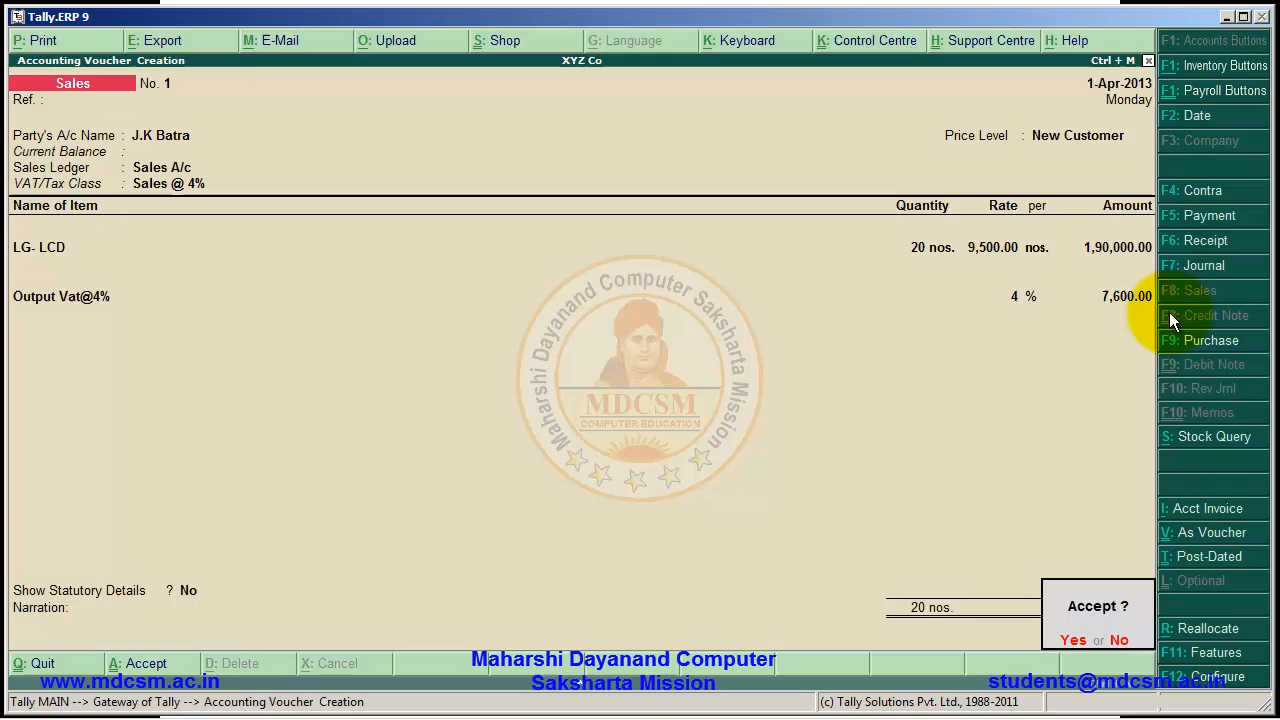 Tally.ERP 9
P: Print E: Export M: E-Mail O: Upload S: Shop G: Language K: Keyboard K: Control Centre H: Support Centre H: Help
Accounting Voucher Creation XYZ Co Ctrl + M
Sales No. 1 1-Apr-2013
Ref. : Monday
Party's A/c Name : J.K Batra Price Level : New Customer
Current Balance :
Sales Ledger : Sales A/c
VAT/Tax Class : Sales @ 4%
Name of Item Quantity Rate per Amount
LG- LCD 20 nos. 9,500.00 nos. 1,90,000.00
Output Vat@4% 4 % 7,600.00
Maharshi Dayanand Computer Saksharta Mission
MDCSM
COMPUTER EDUCATION
Show Statutory Details ? No
Narration: 20 nos.
Accept ?
Yes or No
Q: Quit A: Accept D: Delete X: Cancel
Maharshi Dayanand Computer
Saksharta Mission
www.mdcsm.ac.in
students@mdcsm.ac.in
Tally MAIN --> Gateway of Tally --> Accounting Voucher Creation (c) Tally Solutions Pvt. Ltd., 1988-2011
F1: Accounts Buttons
F1: Inventory Buttons
F1: Payroll Buttons
F2: Date
F3: Company
F4: Contra
F5: Payment
F6: Receipt
F7: Journal
F8: Sales
F8: Credit Note
F9: Purchase
F9: Debit Note
F10: Rev Jrnl
F10: Memos
S: Stock Query
I: Acct Invoice
V: As Voucher
T: Post-Dated
L: Optional
R: Reallocate
F11: Features
F12: Configure